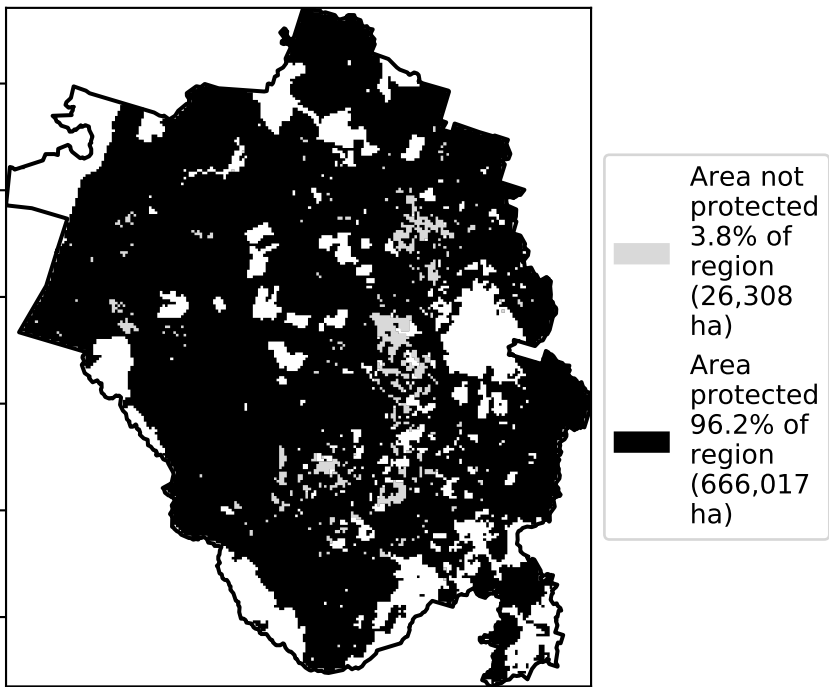 Area not
protected
3.8% of
region
(26,308
ha)
Area
protected
96.2% of
region
(666,017
ha)